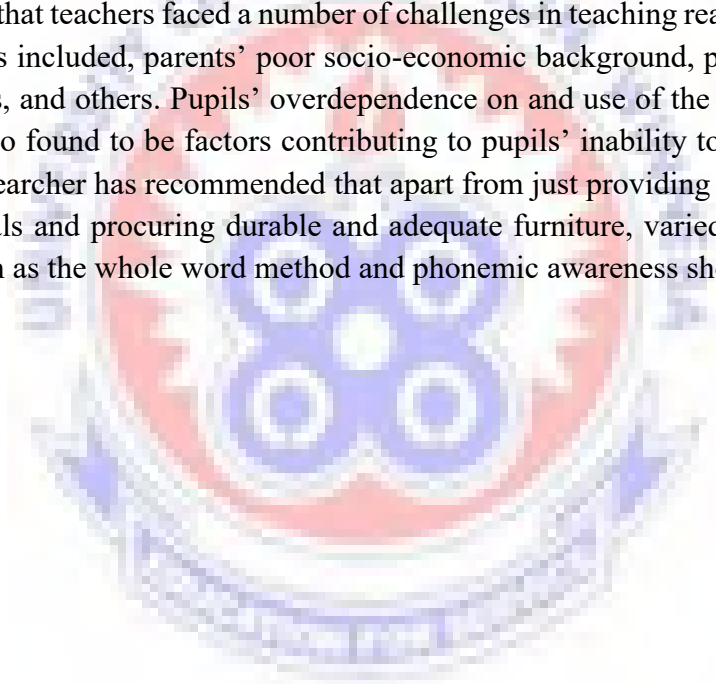 that teachers faced a number of challenges in teaching rea
s included, parents’ poor socio-economic background, p
s, and others. Pupils’ overdependence on and use of the
o found to be factors contributing to pupils’ inability to
earcher has recommended that apart from just providing
ls and procuring durable and adequate furniture, varied
n as the whole word method and phonemic awareness sh